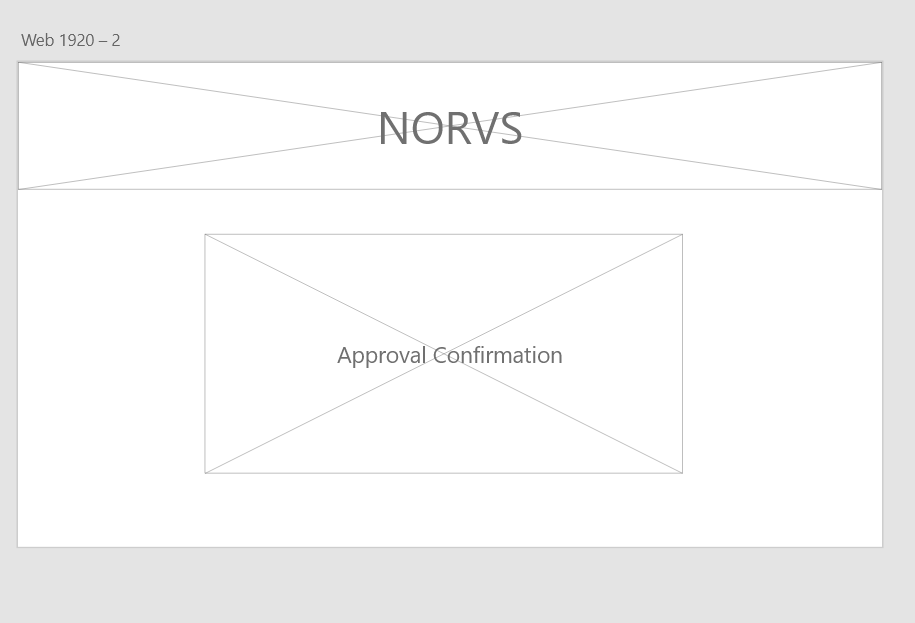 Web 1920 – 2
NORVS
Approval Confirmation